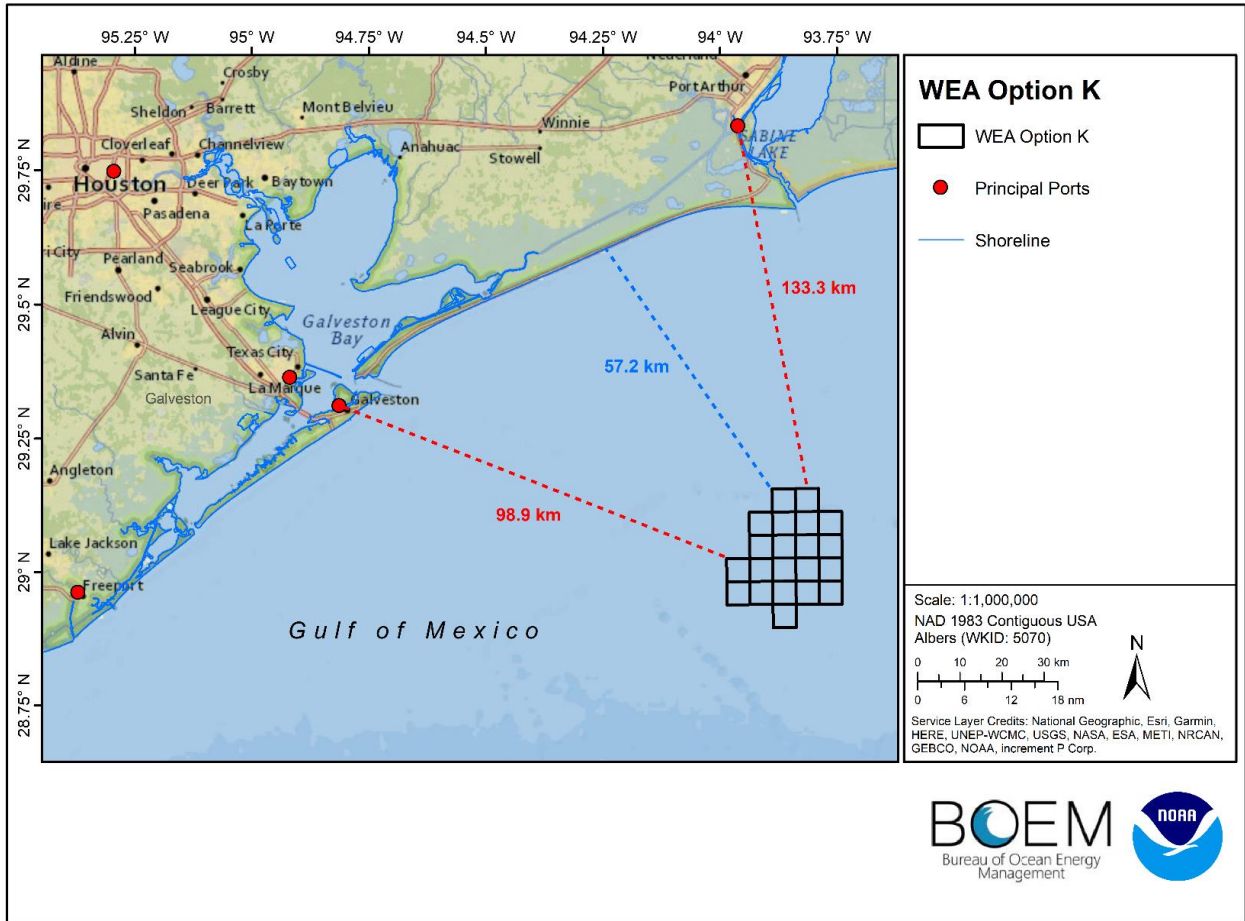 95.25° W 95° W 94.75° W 94.5° W 94.25° W 94° W 93.75° W
29.75° N
29.5° N
29.25° N
29° N
28.75° N
Aldine
Crosby
Sheldon
Barrett
Mont Belvieu
Cloverleaf
Channelview
Houston
Deer Park
Baytown
Pasadena
La Porte
Pearland
Seabrook
Friendswood
League City
Alvin
Texas City
Santa Fe
La Marque
Galveston
Galveston
Galveston
Bay
Anahuac
Winnie
Stowell
Nederland
Port Arthur
SABINE
LAKE
Angleton
Lake Jackson
Freeport
133.3 km
57.2 km
98.9 km
Gulf of Mexico
WEA Option K
WEA Option K
Principal Ports
Shoreline
Scale: 1:1,000,000
NAD 1983 Contiguous USA
Albers (WKID: 5070)
N
0 10 20 30 km
0 6 12 18 nm
Service Layer Credits: National Geographic, Esri, Garmin,
HERE, UNEP-WCMC, USGS, NASA, ESA, METI, NRCAN,
GEBCO, NOAA, increment P Corp.
BOEM
Bureau of Ocean Energy
Management
NOAA